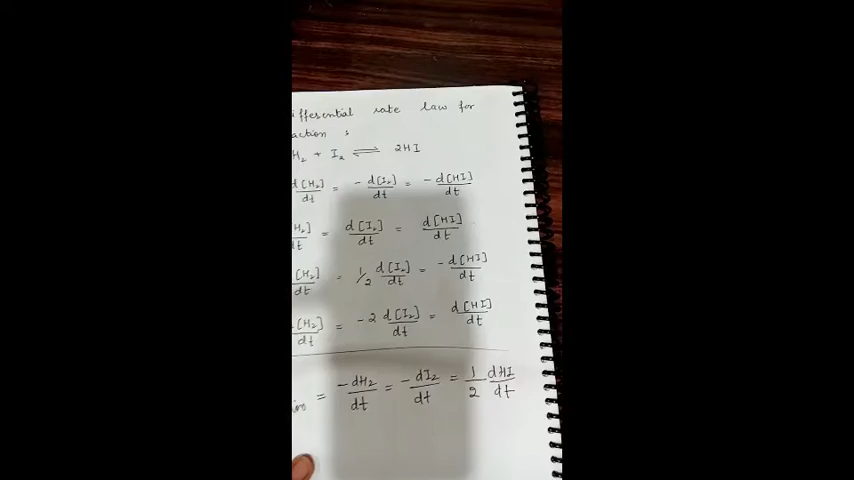 ifferential rate law for
action :
H₂ + I₂ ⇌ 2HI
d[H₂]/dt = -d[I₂]/dt = -d[HI]/dt
[H₂]/dt = d[I₂]/dt = d[HI]/dt
[H₂]/dt = 1/2 d[I₂]/dt = -d[HI]/dt
[H₂]/dt = -2 d[I₂]/dt = d[HI]/dt
= -dH₂/dt = -dI₂/dt = 1/2 dHI/dt